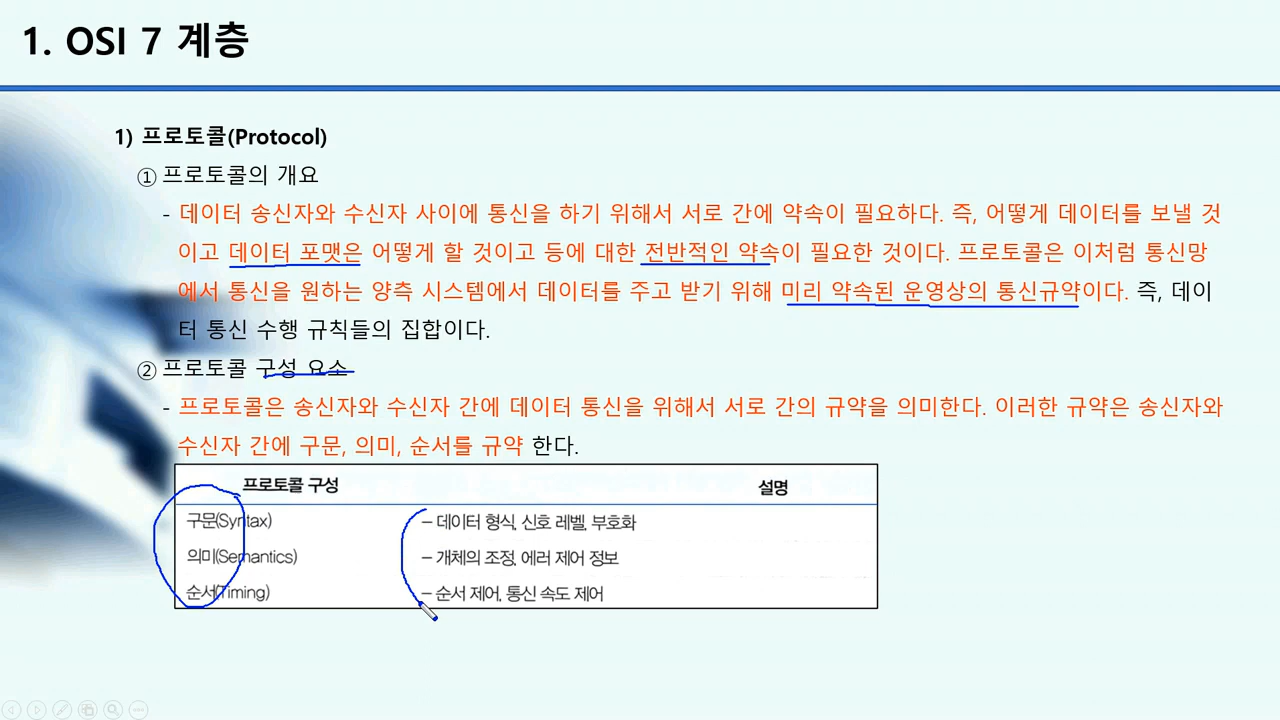 1. OSI 7 계층
1) 프로토콜(Protocol)
① 프로토콜의 개요
- 데이터 송신자와 수신자 사이에 통신을 하기 위해서 서로 간에 약속이 필요하다. 즉, 어떻게 데이터를 보낼 것
이고 데이터 포맷은 어떻게 할 것이고 등에 대한 전반적인 약속이 필요한 것이다. 프로토콜은 이처럼 통신망
에서 통신을 원하는 양측 시스템에서 데이터를 주고 받기 위해 미리 약속된 운영상의 통신규약이다. 즉, 데이
터 통신 수행 규칙들의 집합이다.
② 프로토콜 구성 요소
- 프로토콜은 송신자와 수신자 간에 데이터 통신을 위해서 서로 간의 규약을 의미한다. 이러한 규약은 송신자와
수신자 간에 구문, 의미, 순서를 규약 한다.
프로토콜 구성 설명
구문(Syntax) – 데이터 형식, 신호 레벨, 부호화
의미(Semantics) – 개체의 조정, 에러 제어 정보
순서(Timing) – 순서 제어, 통신 속도 제어